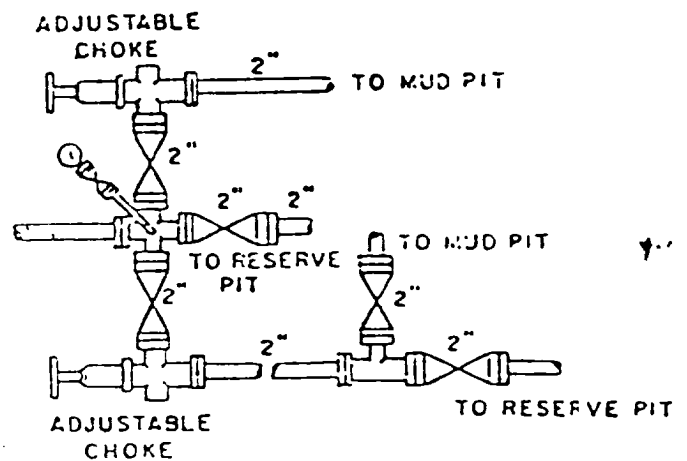 ADJUSTABLE
CHOKE
2"
TO MUD PIT
2"
2"
2"
TO MUD PIT
TO RESERVE
PIT
2"
2"
2"
2"
TO RESERVE PIT
ADJUSTABLE
CHOKE